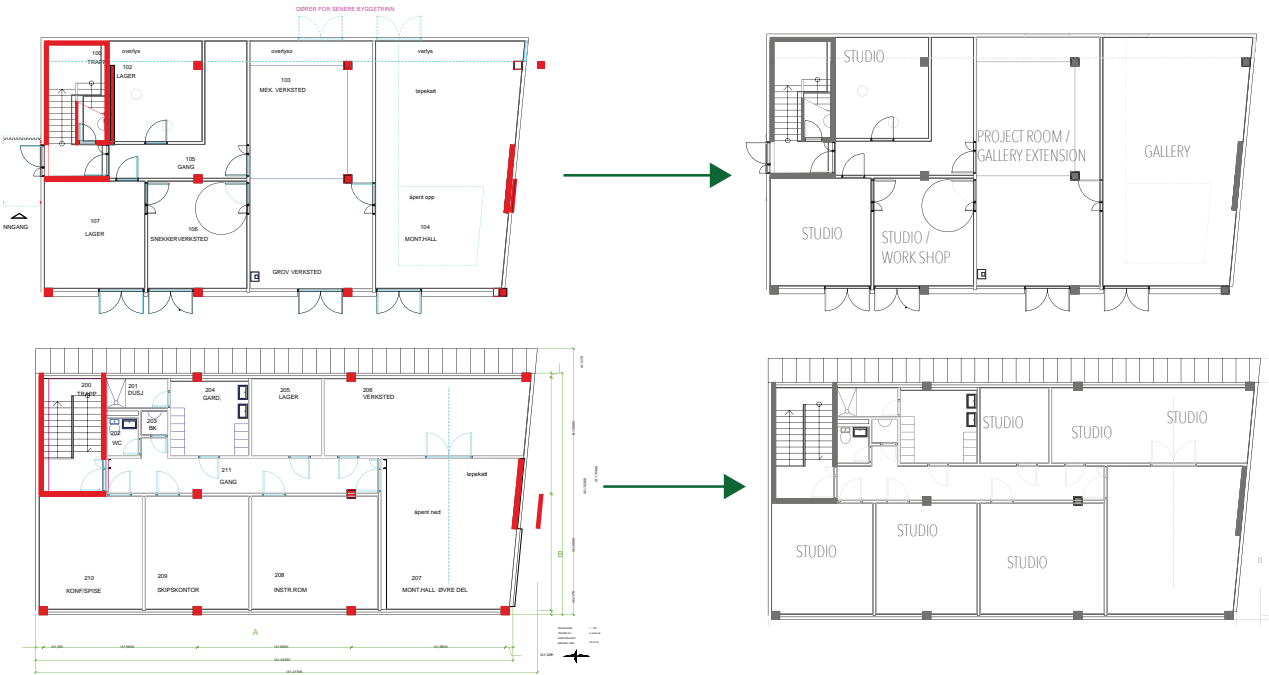 DØRER FOR SENERE BYGGETRINN
100
TRAPP
overlys
102
LAGER
overlyso
103
MEK. VERKSTED
verlys
løpekatt
105
GANG
107
LAGER
106
SNEKKERVERKSTED
åpent opp
104
MONT.HALL
GROV VERKSTED
NNGANG
STUDIO
PROJECT ROOM /
GALLERY EXTENSION
GALLERY
STUDIO
STUDIO /
WORK SHOP
200
TRAPP
201
DUSJ
202
WC
203
BK
204
GARD,
205
LAGER
206
VERKSTED
211
GANG
løpekatt
åpent ned
210
KONF/SPISE
209
SKIPSKONTOR
208
INSTR.ROM
207
MONT.HALL ØVRE DEL
B
A
STUDIO
STUDIO
STUDIO
STUDIO
STUDIO
STUDIO
B